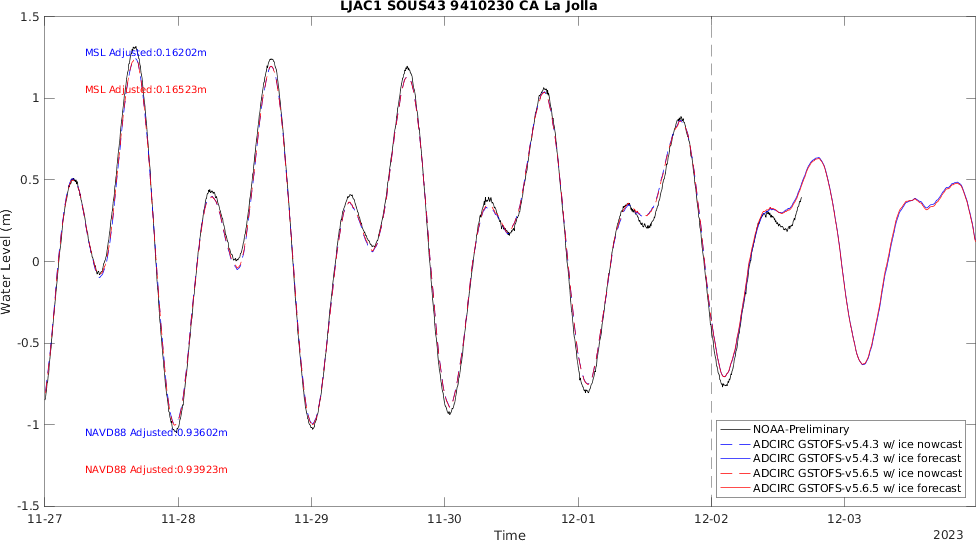 LJAC1 SOUS43 9410230 CA La Jolla
1.5
MSL Adjusted:0.16202m
1
MSL Adjusted:0.16523m
0.5
0
Water Level (m)
-0.5
-1
NAVD88 Adjusted:0.93602m
NAVD88 Adjusted:0.93923m
-1.5
NOAA-Preliminary
ADCIRC GSTOFS-v5.4.3 w/ ice nowcast
ADCIRC GSTOFS-v5.4.3 w/ ice forecast
ADCIRC GSTOFS-v5.6.5 w/ ice nowcast
ADCIRC GSTOFS-v5.6.5 w/ ice forecast
11-27 11-28 11-29 11-30 12-01 12-02 12-03
Time
2023